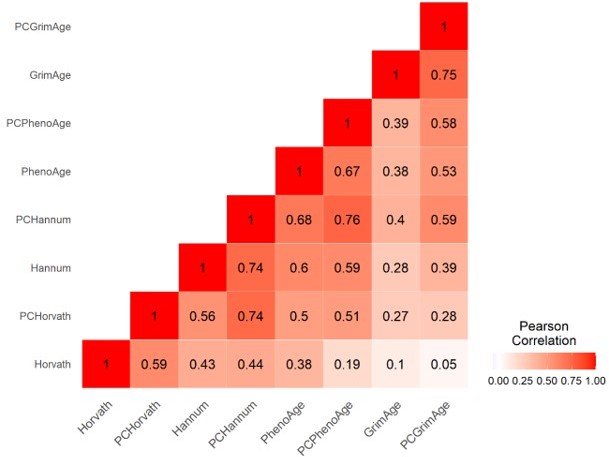 PCGrimAge 1
GrimAge 1 0.75
PCPhenoAge 1 0.39 0.58
PhenoAge 1 0.67 0.38 0.53
PCHannum 1 0.68 0.76 0.4 0.59
Hannum 1 0.74 0.6 0.59 0.28 0.39
PCHorvath 1 0.56 0.74 0.5 0.51 0.27 0.28
Horvath 1 0.59 0.43 0.44 0.38 0.19 0.1 0.05
Horvath PCHorvath Hannum PCHannum PhenoAge PCPhenoAge GrimAge PCGrimAge
Pearson
Correlation
0.00 0.25 0.50 0.75 1.00